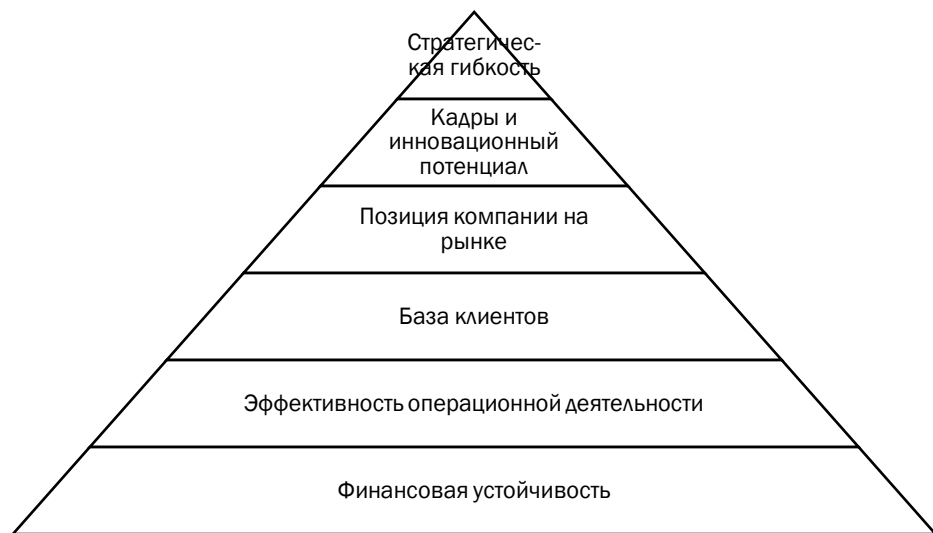 Стратегичес-
кая гибкость
Кадры и
инновационный
потенциал
Позиция компании на
рынке
База клиентов
Эффективность операционной деятельности
Финансовая устойчивость